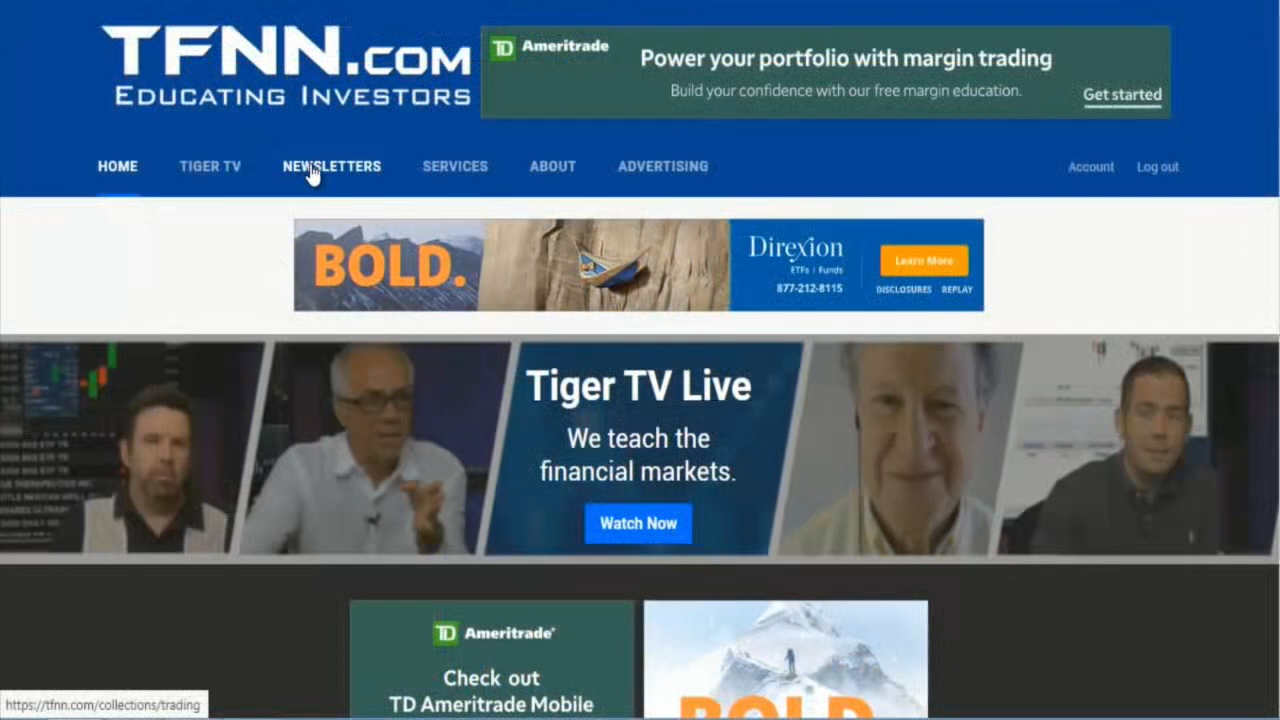 TFNN.COM
EDUCATING INVESTORS
TD Ameritrade
Power your portfolio with margin trading
Build your confidence with our free margin education.
Get started
HOME TIGER TV NEWSLETTERS SERVICES ABOUT ADVERTISING Account Log out
BOLD.
Direxion
ETFs | Funds
877-212-8115
Learn More
DISCLOSURES REPLAY
Tiger TV Live
We teach the
financial markets.
Watch Now
TD Ameritrade®
Check out
TD Ameritrade Mobile
BOLD
https://tfnn.com/collections/trading